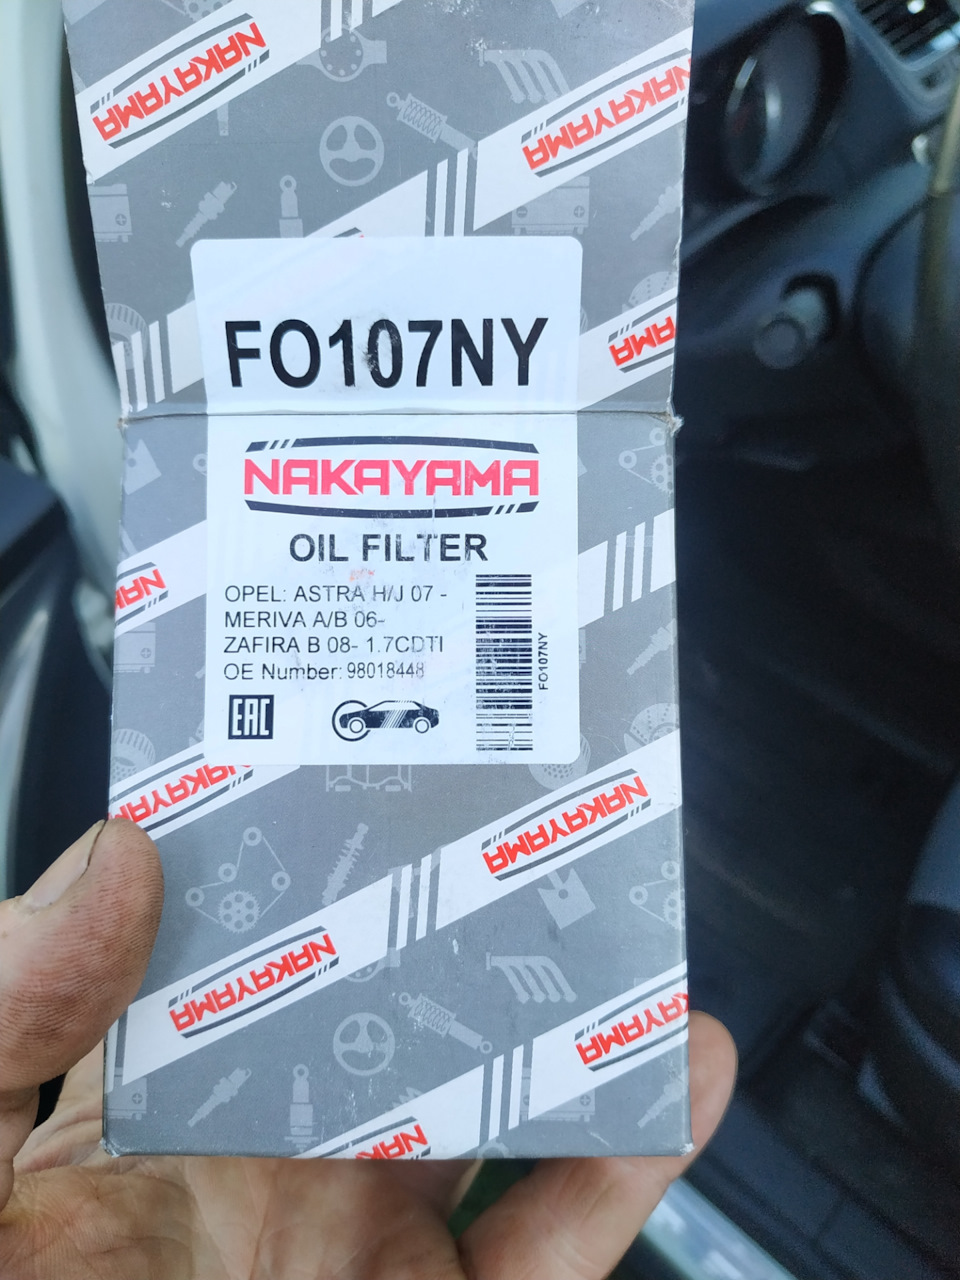 NAKAYAMA
NAKAYAMA
FO107NY
NAKAYAMA
OIL FILTER
OPEL: ASTRA H/J 07 -
MERIVA A/B 06-
ZAFIRA B 08- 1.7CDTI
OE Number: 98018448
FO107NY
EAC
NAKAYAMA
NAKAYAMA
NAKAYAMA
NAKAYAMA